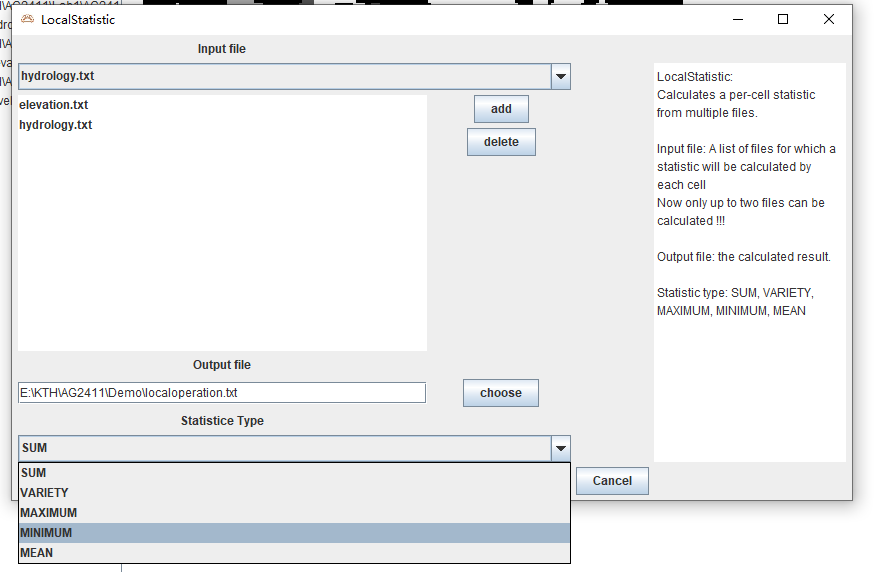 LocalStatistic
Input file
hydrology.txt
elevation.txt
hydrology.txt
add
delete
Output file
E:\KTH\AG2411\Demo\localoperation.txt
choose
Statistice Type
SUM
SUM
VARIETY
MAXIMUM
MINIMUM
MEAN
Cancel
LocalStatistic:
Calculates a per-cell statistic
from multiple files.
Input file: A list of files for which a
statistic will be calculated by
each cell
Now only up to two files can be
calculated !!!
Output file: the calculated result.
Statistic type: SUM, VARIETY,
MAXIMUM, MINIMUM, MEAN